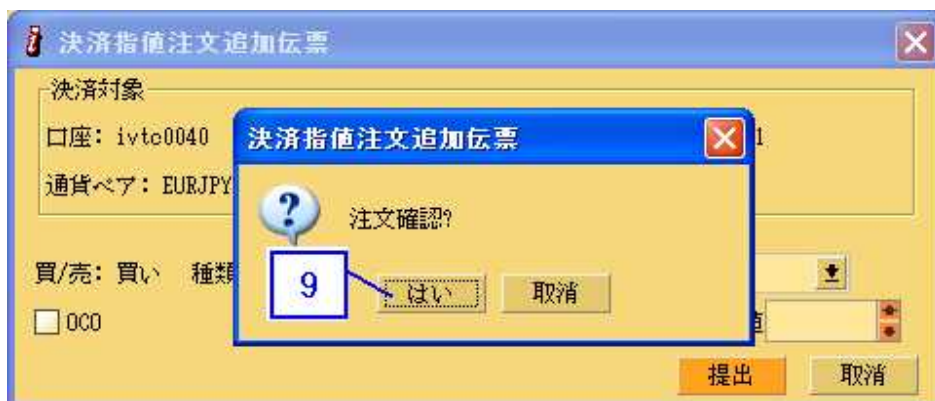 決済指値注文追加伝票
決済対象
口座: ivtc0040
1
通貨ペア: EURJPY
決済指値注文追加伝票
注文確認?
9
はい
取消
買/売: 買い 種類
OCO
値
提出
取消